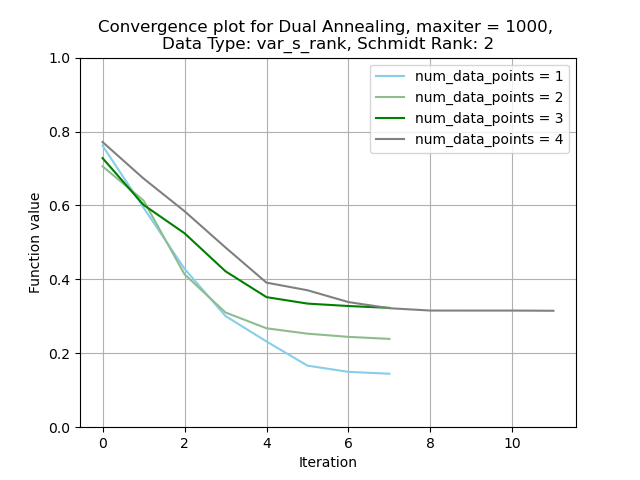 Convergence plot for Dual Annealing, maxiter = 1000,
Data Type: var_s_rank, Schmidt Rank: 2
num_data_points = 1
num_data_points = 2
num_data_points = 3
num_data_points = 4
Function value
1.0
0.8
0.6
0.4
0.2
0.0
0 2 4 6 8 10
Iteration